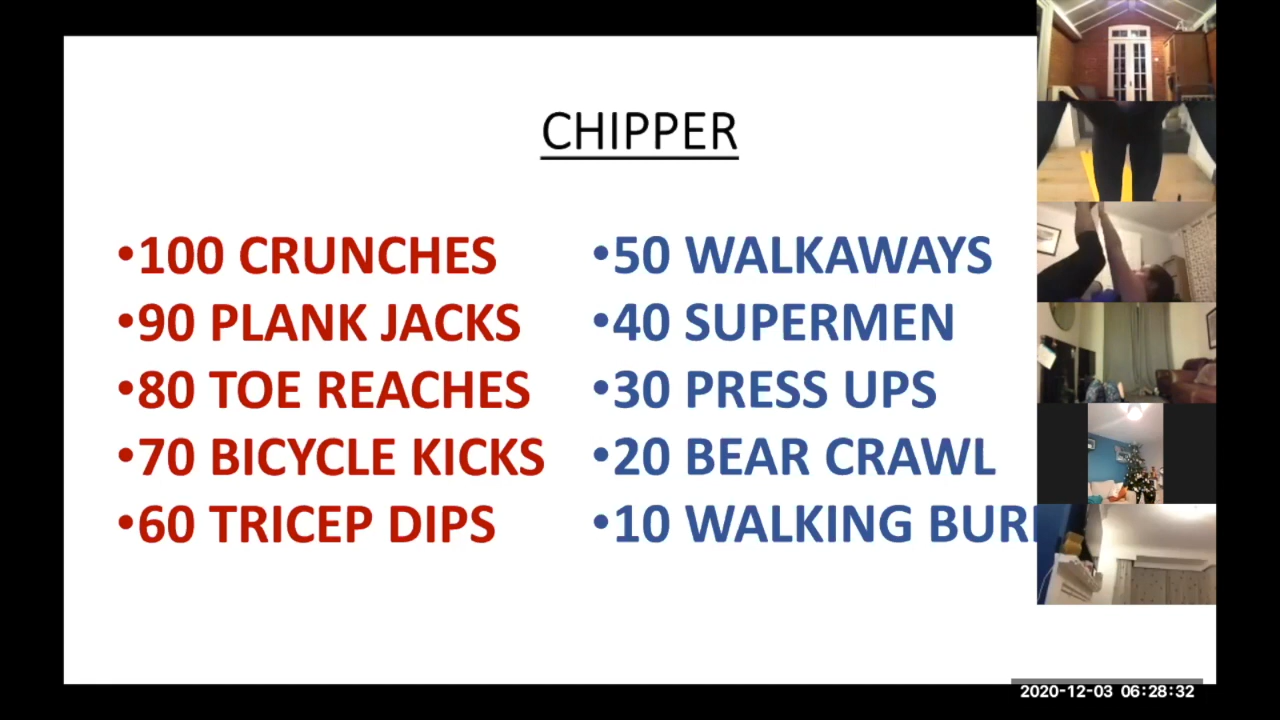 CHIPPER
•100 CRUNCHES
•90 PLANK JACKS
•80 TOE REACHES
•70 BICYCLE KICKS
•60 TRICEP DIPS
•50 WALKAWAYS
•40 SUPERMEN
•30 PRESS UPS
•20 BEAR CRAWL
•10 WALKING
2020-12-03 06:28:32